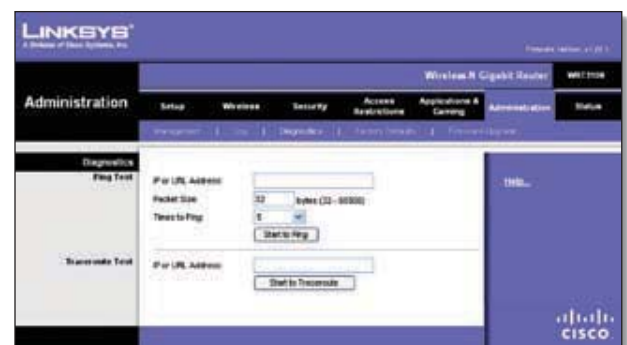 LINKSYS®
A Division of Cisco Systems, Inc.
Firmware Version:
Wireless-N Gigabit Router
WRT310N
Administration
Setup
Wireless
Security
Access Restrictions
Applications & Gaming
Administration
Status
Management | Log | Diagnostics | Factory Defaults | Firmware Upgrade
Diagnostics
Ping Test
IP or URL Address:
Packet Size: 32 bytes (32 - 65500)
Times to Ping: 5
Start to Ping
Help...
Traceroute Test
IP or URL Address:
Start to Traceroute
CISCO